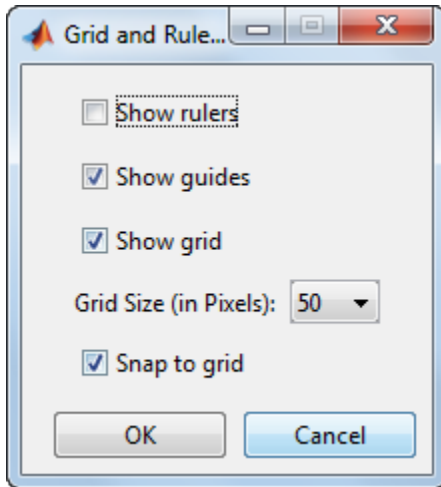 Grid and Rule...
Show rulers
Show guides
Show grid
Grid Size (in Pixels): 50
Snap to grid
OK Cancel